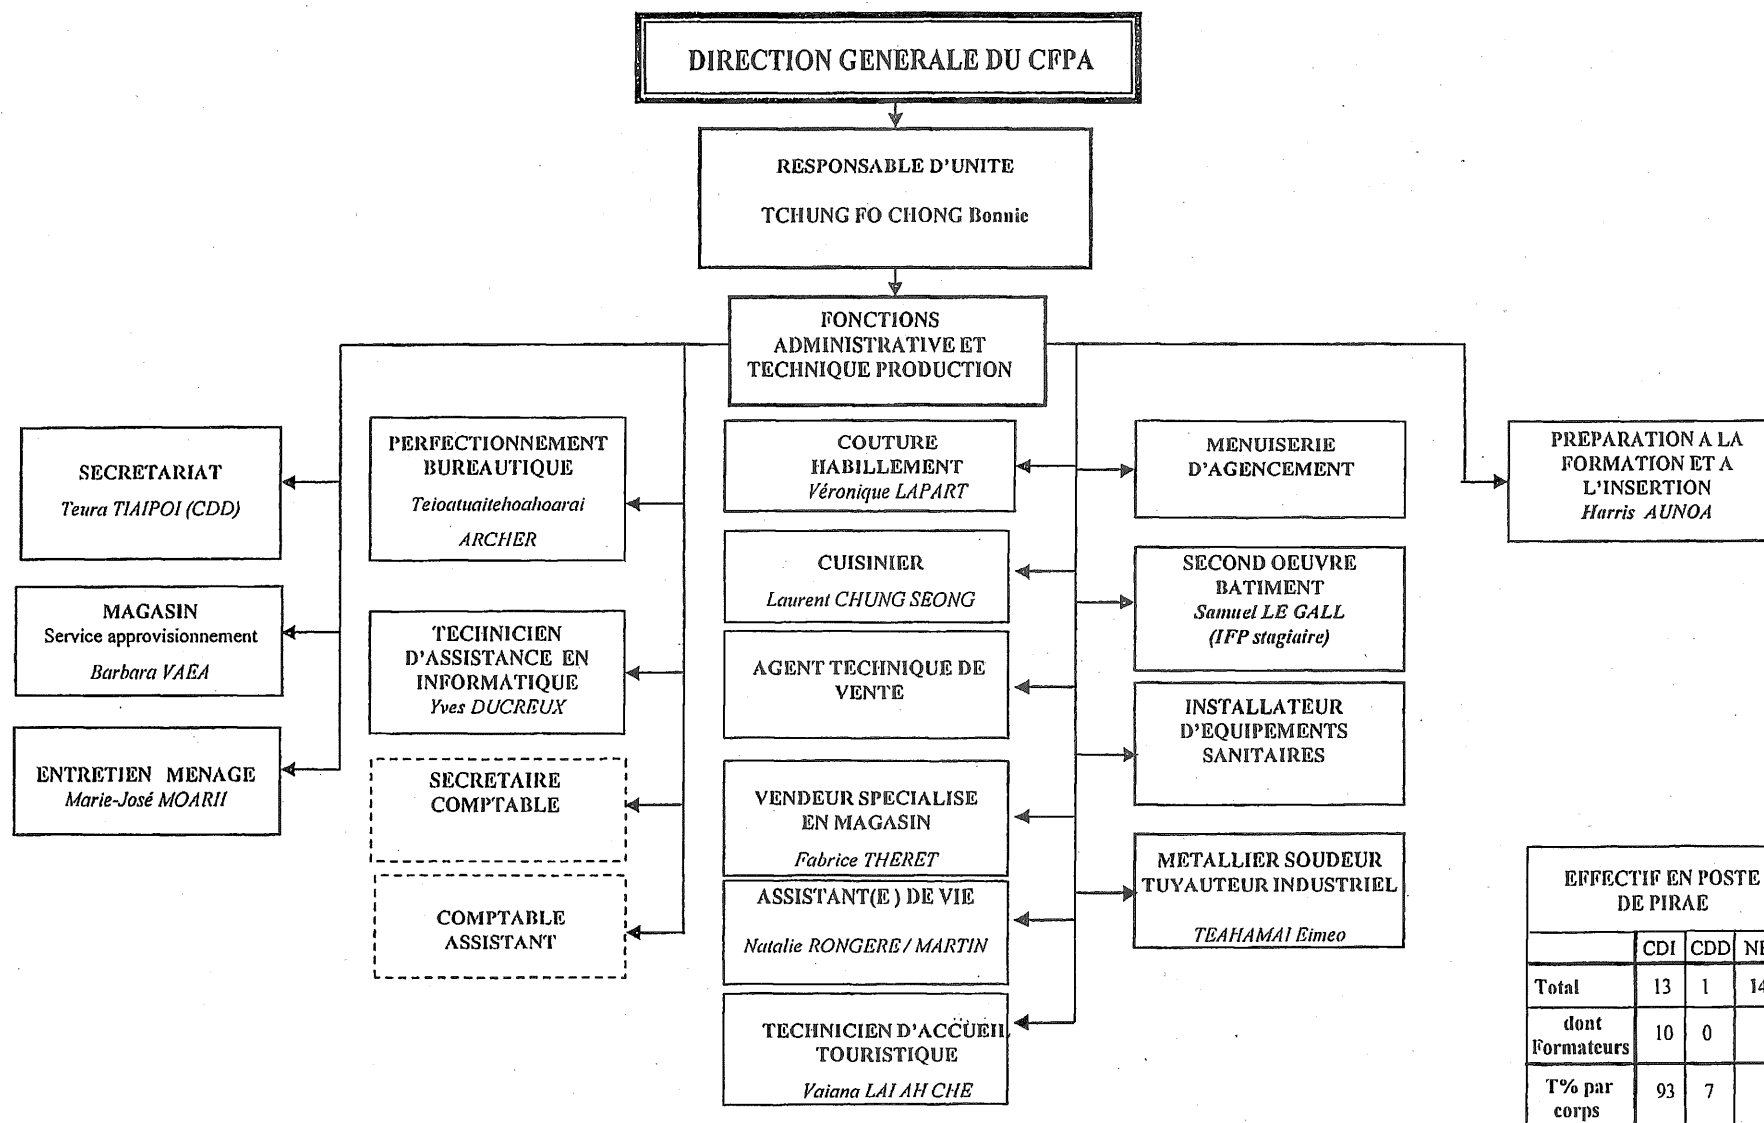 DIRECTION GENERALE DU CFPA
RESPONSABLE D'UNITE
TCHUNG FO CHONG Bonnie
FONCTIONS
ADMINISTRATIVE ET
TECHNIQUE PRODUCTION
SECRETARIAT
Teura TIAIPOI (CDD)
MAGASIN
Service approvisionnement
Barbara VAEA
ENTRETIEN MENAGE
Marie-José MOARII
PERFECTIONNEMENT
BUREAUTIQUE
Teioatuaitehoahoarai
ARCHER
TECHNICIEN
D'ASSISTANCE EN
INFORMATIQUE
Yves DUCREUX
SECRETAIRE
COMPTABLE
COMPTABLE
ASSISTANT
COUTURE
HABILLEMENT
Véronique LAPART
CUISINIER
Laurent CHUNG SEONG
AGENT TECHNIQUE DE
VENTE
VENDEUR SPECIALISE
EN MAGASIN
Fabrice THERET
ASSISTANT(E ) DE VIE
Natalie RONGERE / MARTIN
TECHNICIEN D'ACCUEIL
TOURISTIQUE
Vaiana LAI AH CHE
MENUISERIE
D'AGENCEMENT
SECOND OEUVRE
BATIMENT
Samuel LE GALL
(IFP stagiaire)
INSTALLATEUR
D'EQUIPEMENTS
SANITAIRES
METALLIER SOUDEUR
TUYAUTEUR INDUSTRIEL
TEAHAMAI Eimeo
PREPARATION A LA
FORMATION ET A
L'INSERTION
Harris AUNOA
EFFECTIF EN POSTE
DE PIRAE
CDI CDD
Total 13 1 14
dont
Formateurs 10 0
T% par
corps 93 7